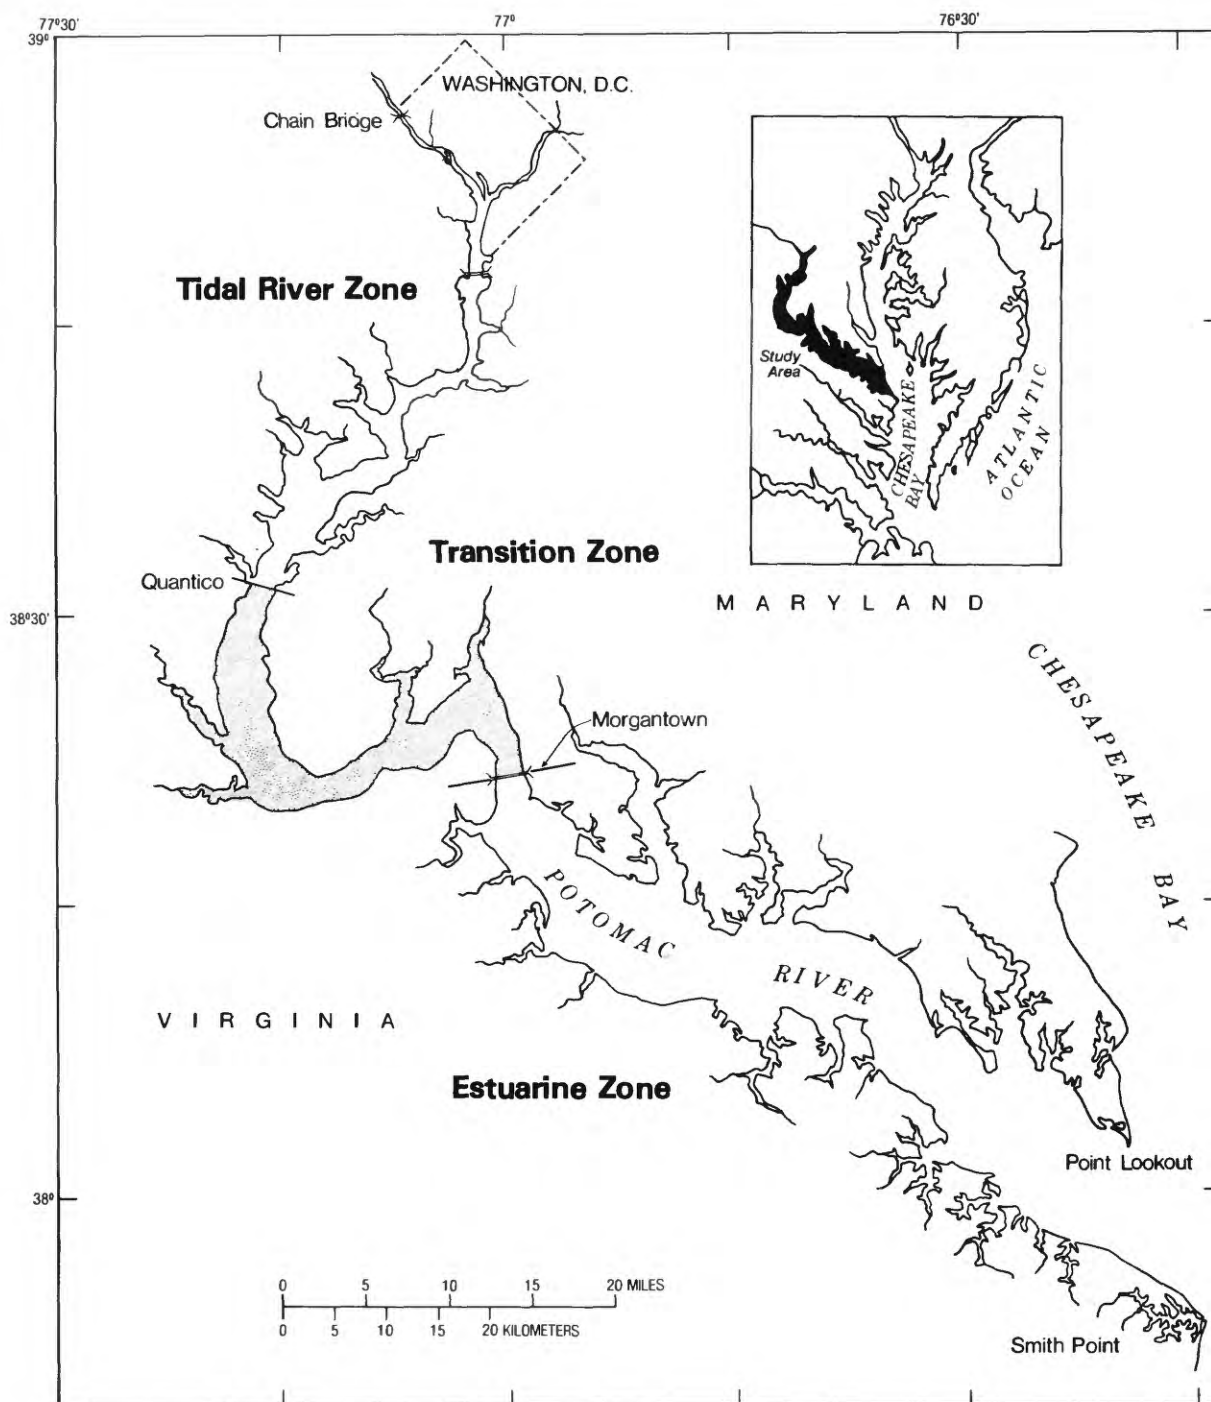 77°30'
77°
76°30'
39°
WASHINGTON, D.C.
Chain Bridge
Tidal River Zone
Study
Area
CHESAPEAKE
BAY
ATLANTIC
OCEAN
Transition Zone
Quantico
MARYLAND
38°30'
CHESAPEAKE BAY
Morgantown
POTOMAC RIVER
VIRGINIA
Estuarine Zone
Point Lookout
38°
0 5 10 15 20 MILES
0 5 10 15 20 KILOMETERS
Smith Point